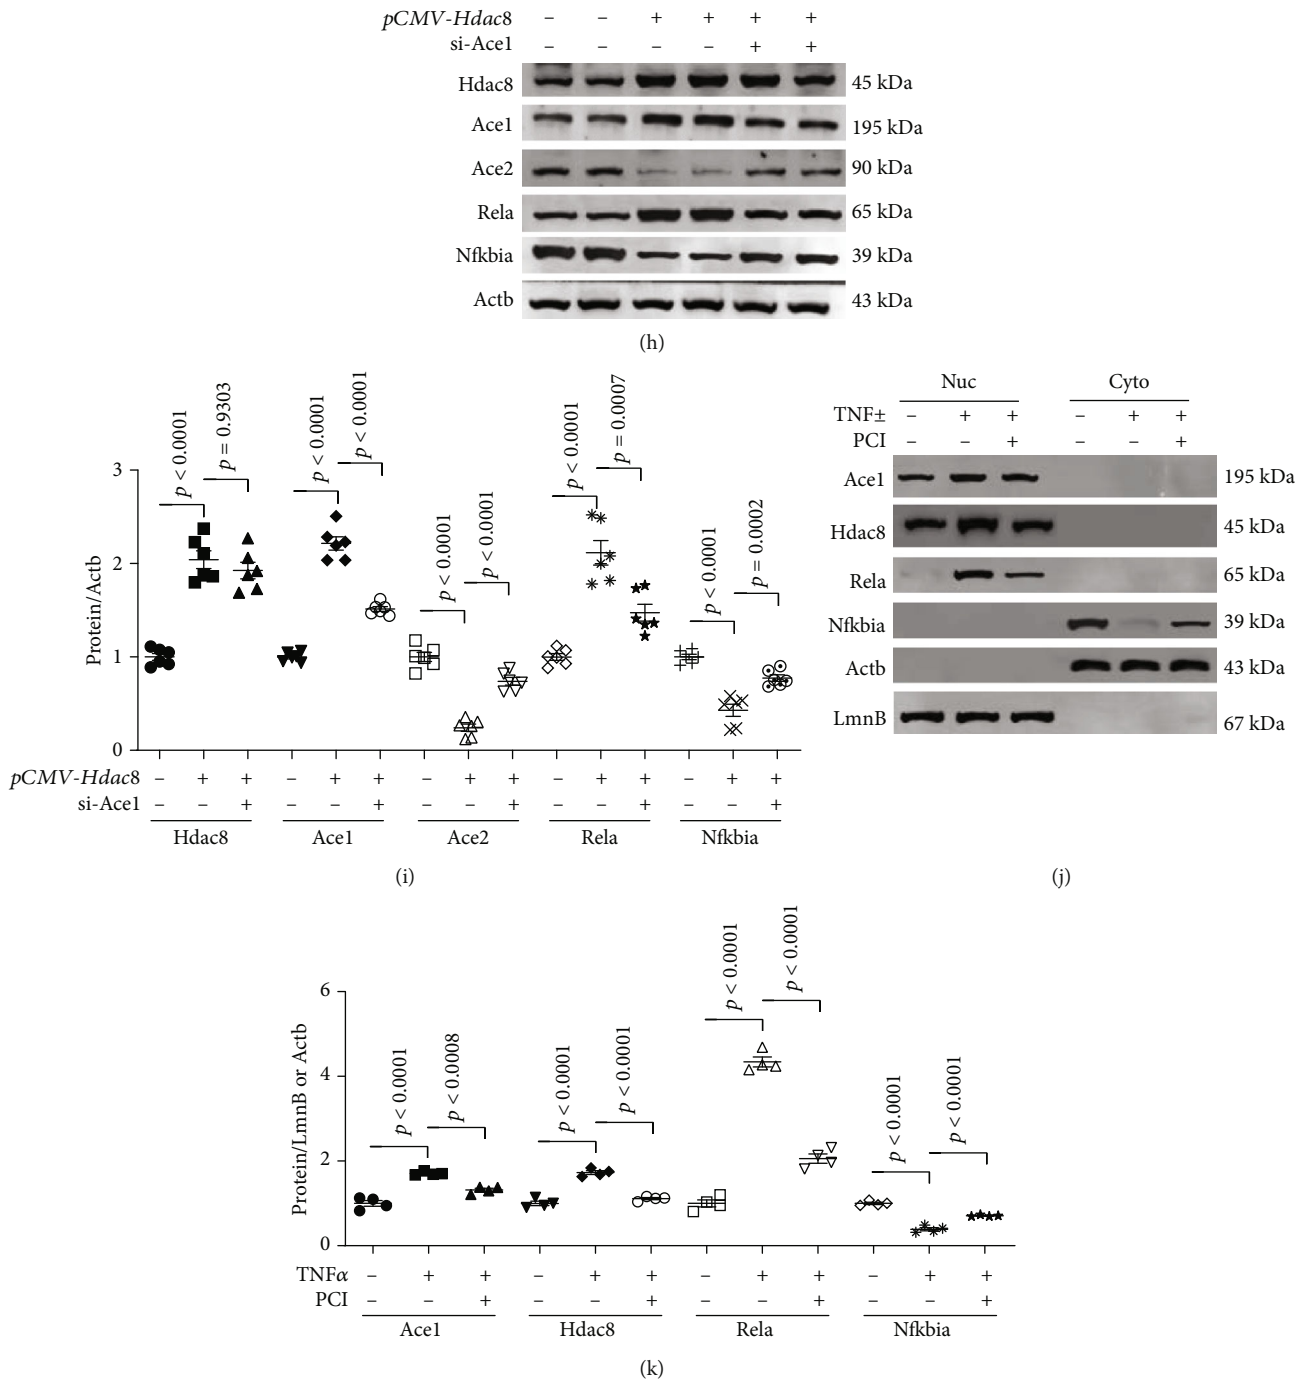 pCMV-Hdac8 – – + + + +
si-Ace1 – – – – + +
Hdac8 45 kDa
Ace1 195 kDa
Ace2 90 kDa
Rela 65 kDa
Nfkbia 39 kDa
Actb 43 kDa
(h)
Protein/Actb
3
2
1
0
p < 0.0001
p = 0.9303
p < 0.0001
p < 0.0001
p < 0.0001
p < 0.0001
p < 0.0001
p = 0.0007
p < 0.0001
p = 0.0002
pCMV-Hdac8 – + + – + + – + + – + + – + +
si-Ace1 – – + – – + – – + – – + – – +
Hdac8 Ace1 Ace2 Rela Nfkbia
(i)
Nuc Cyto
TNF± – + + – + +
PCI – – + – – +
Ace1 195 kDa
Hdac8 45 kDa
Rela 65 kDa
Nfkbia 39 kDa
Actb 43 kDa
LmnB 67 kDa
(j)
Protein/LmnB or Actb
6
4
2
0
p < 0.0001
p < 0.0008
p < 0.0001
p < 0.0001
p < 0.0001
p < 0.0001
p < 0.0001
p < 0.0001
TNFα – + + – + + – + + – + +
PCI – – + – – + – – + – – +
Ace1 Hdac8 Rela Nfkbia
(k)